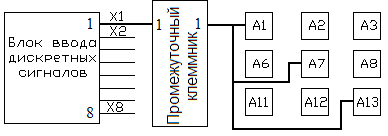 1
X1
X2
X8
8
Блок ввода
дискретных
сигналов
1
Промежуточный
клеммник
1
A1
A2
A3
A6
A7
A8
A11
A12
A13